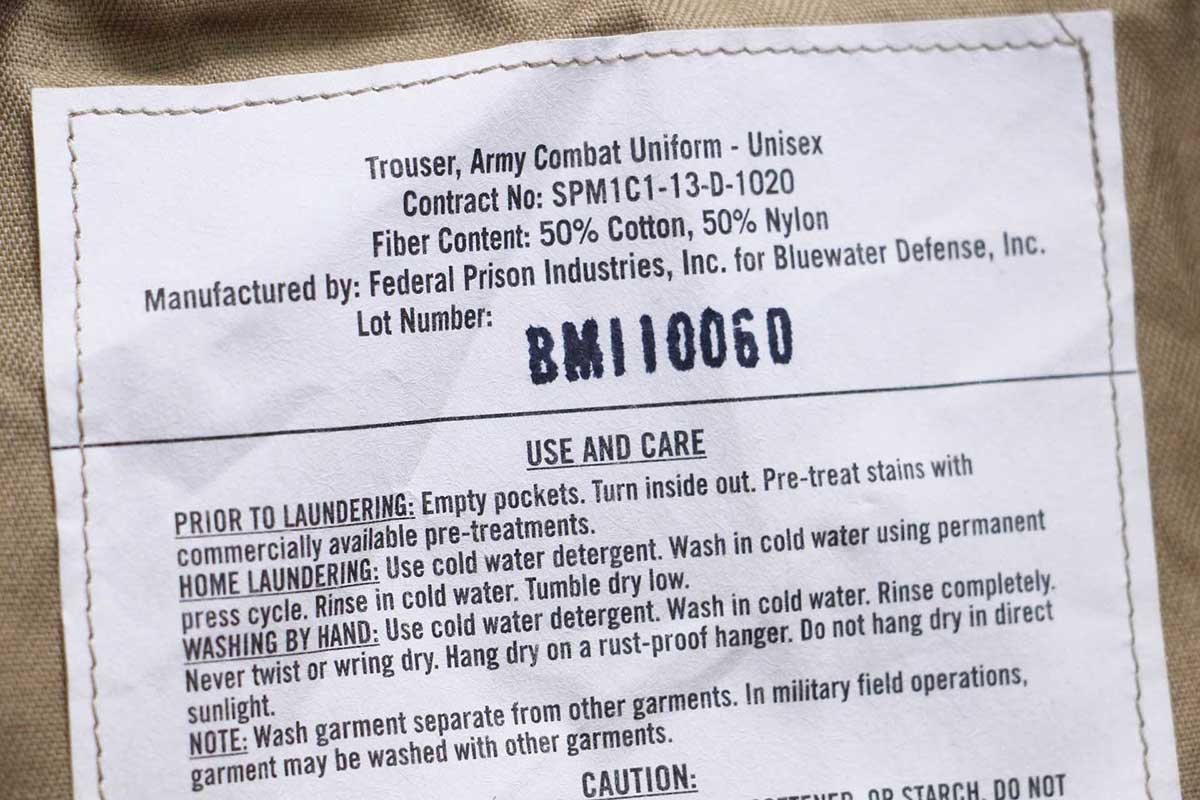 Trouser, Army Combat Uniform - Unisex
Contract No: SPM1C1-13-D-1020
Fiber Content: 50% Cotton, 50% Nylon
Manufactured by: Federal Prison Industries, Inc. for Bluewater Defense, Inc.
Lot Number: BM110060
USE AND CARE
PRIOR TO LAUNDERING: Empty pockets. Turn inside out. Pre-treat stains with
commercially available pre-treatments.
HOME LAUNDERING: Use cold water detergent. Wash in cold water using permanent
press cycle. Rinse in cold water. Tumble dry low.
WASHING BY HAND: Use cold water detergent. Wash in cold water. Rinse completely.
Never twist or wring dry. Hang dry on a rust-proof hanger. Do not hang dry in direct
sunlight.
NOTE: Wash garment separate from other garments. In military field operations,
garment may be washed with other garments.
CAUTION:
OR STARCH, DO NOT